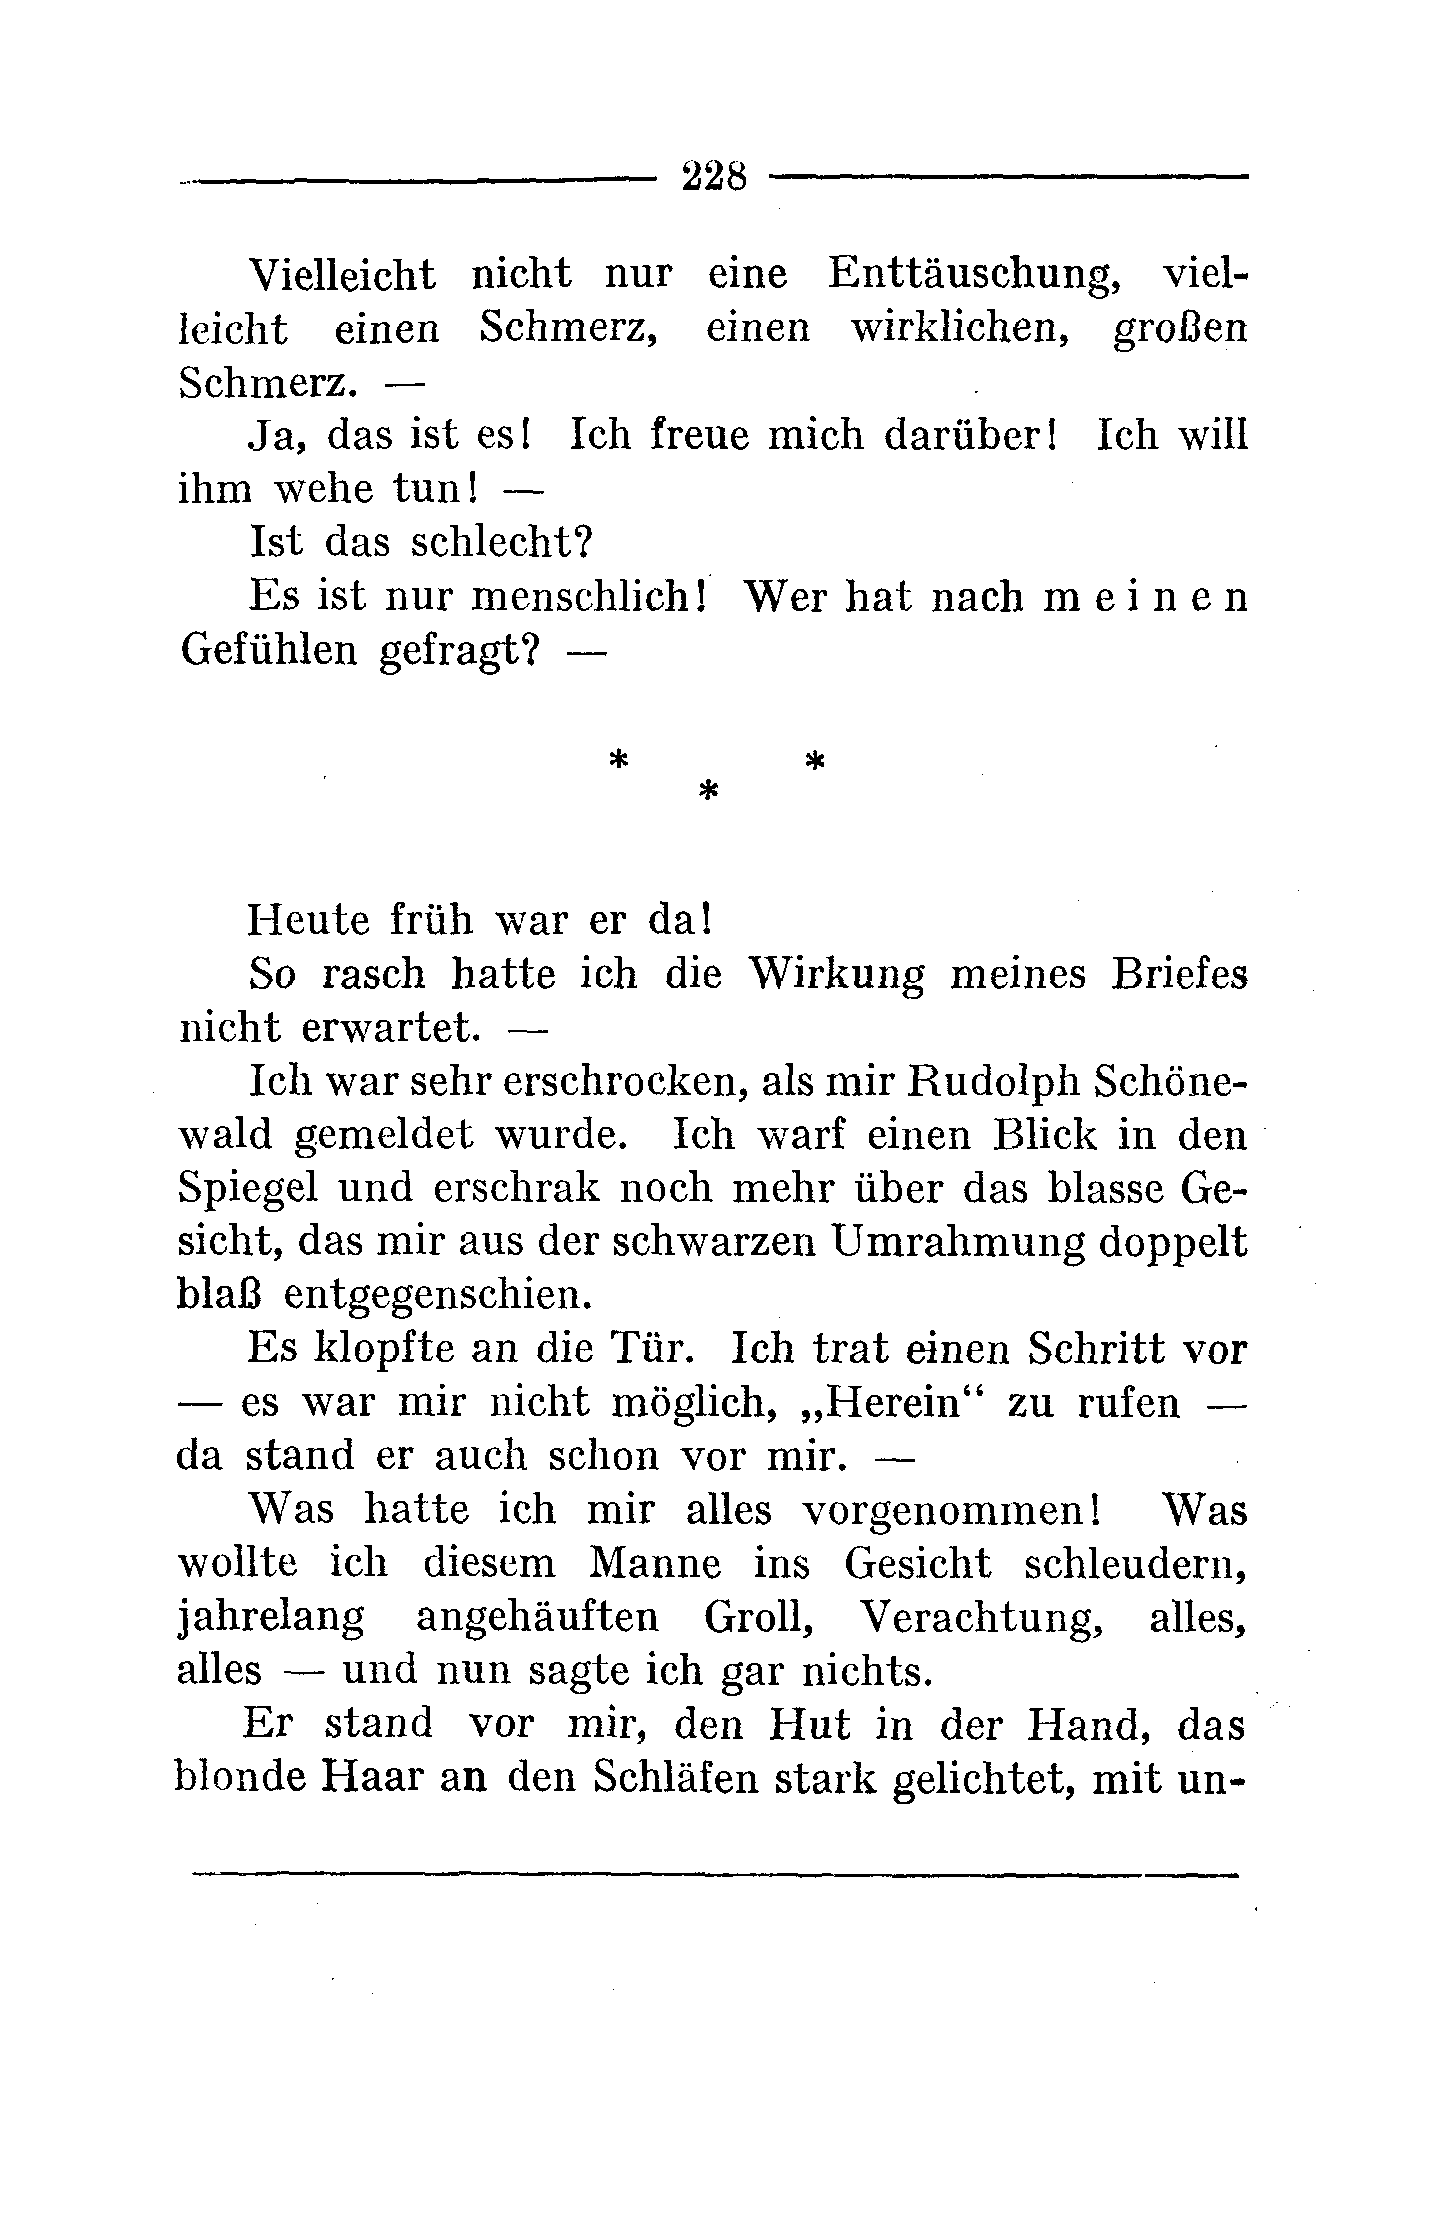 228
Vielleicht nicht nur eine Enttäuschung, viel-
leicht einen Schmerz, einen wirklichen, großen
Schmerz. —
Ja, das ist es! Ich freue mich darüber! Ich will
ihm wehe tun! —
Ist das schlecht?
Es ist nur menschlich! Wer hat nach m e i n e n
Gefühlen gefragt? —
* *
*
Heute früh war er da!
So rasch hatte ich die Wirkung meines Briefes
nicht erwartet. —
Ich war sehr erschrocken, als mir Rudolph Schöne-
wald gemeldet wurde. Ich warf einen Blick in den
Spiegel und erschrak noch mehr über das blasse Ge-
sicht, das mir aus der schwarzen Umrahmung doppelt
blaß entgegenschien.
Es klopfte an die Tür. Ich trat einen Schritt vor
— es war mir nicht möglich, „Herein“ zu rufen —
da stand er auch schon vor mir. —
Was hatte ich mir alles vorgenommen! Was
wollte ich diesem Manne ins Gesicht schleudern,
jahrelang angehäuften Groll, Verachtung, alles,
alles — und nun sagte ich gar nichts.
Er stand vor mir, den Hut in der Hand, das
blonde Haar an den Schläfen stark gelichtet, mit un-